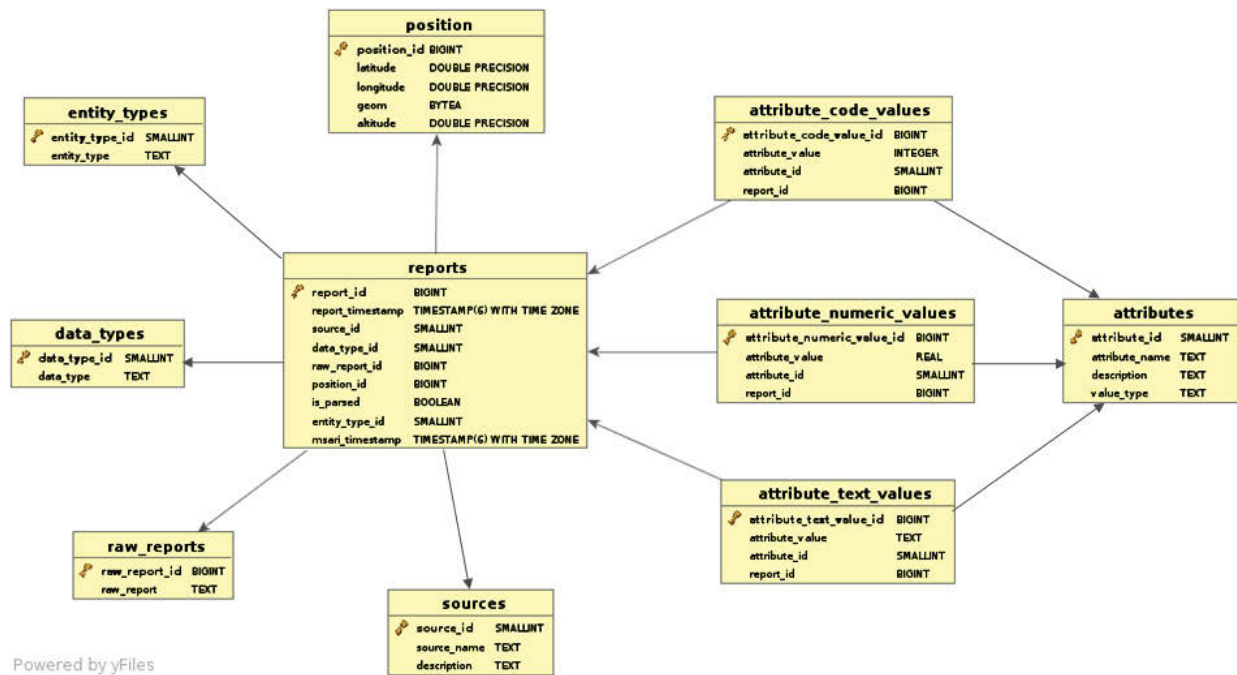 position
position_id BIGINT
latitude DOUBLE PRECISION
longitude DOUBLE PRECISION
geom BYTEA
altitude DOUBLE PRECISION
entity_types
entity_type_id SMALLINT
entity_type TEXT
attribute_code_values
attribute_code_value_id BIGINT
attribute_value INTEGER
attribute_id SMALLINT
report_id BIGINT
reports
report_id BIGINT
report_timestamp TIMESTAMP(6) WITH TIME ZONE
source_id SMALLINT
data_type_id SMALLINT
raw_report_id BIGINT
position_id BIGINT
is_parsed BOOLEAN
entity_type_id SMALLINT
msari_timestamp TIMESTAMP(6) WITH TIME ZONE
data_types
data_type_id SMALLINT
data_type TEXT
attribute_numeric_values
attribute_numeric_value_id BIGINT
attribute_value REAL
attribute_id SMALLINT
report_id BIGINT
attributes
attribute_id SMALLINT
attribute_name TEXT
description TEXT
value_type TEXT
attribute_text_values
attribute_text_value_id BIGINT
attribute_value TEXT
attribute_id SMALLINT
report_id BIGINT
raw_reports
raw_report_id BIGINT
raw_report TEXT
sources
source_id SMALLINT
source_name TEXT
description TEXT
Powered by yFiles